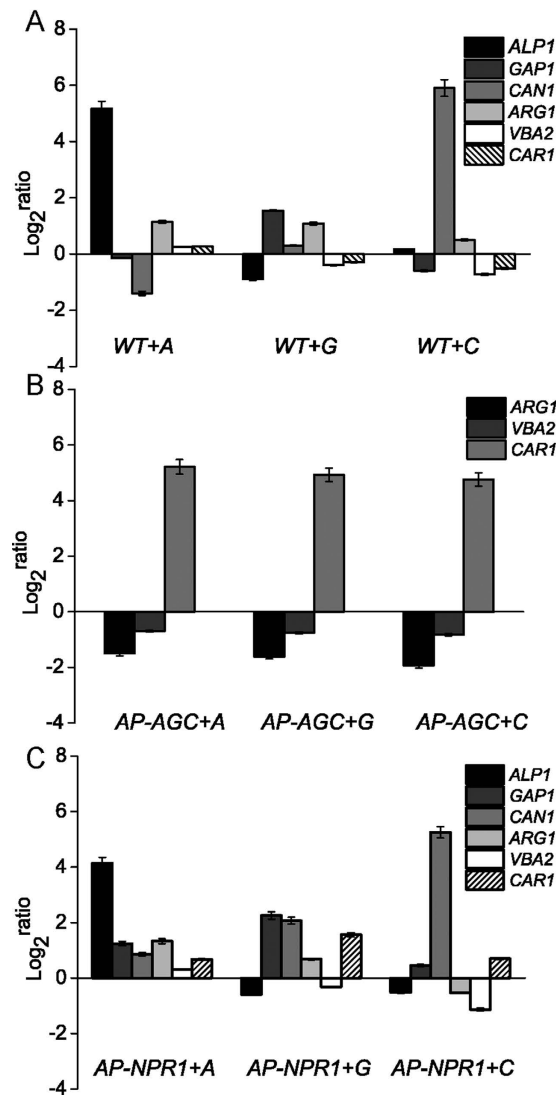 A
8
6
4
2
0
-2
-4
Log2ratio
ALP1
GAP1
CAN1
ARG1
VBA2
CAR1
WT+A WT+G WT+C
B
8
6
4
2
0
-2
-4
Log2ratio
ARG1
VBA2
CAR1
AP-AGC+A AP-AGC+G AP-AGC+C
C
8
6
4
2
0
-2
-4
Log2ratio
ALP1
GAP1
CAN1
ARG1
VBA2
CAR1
AP-NPR1+A AP-NPR1+G AP-NPR1+C